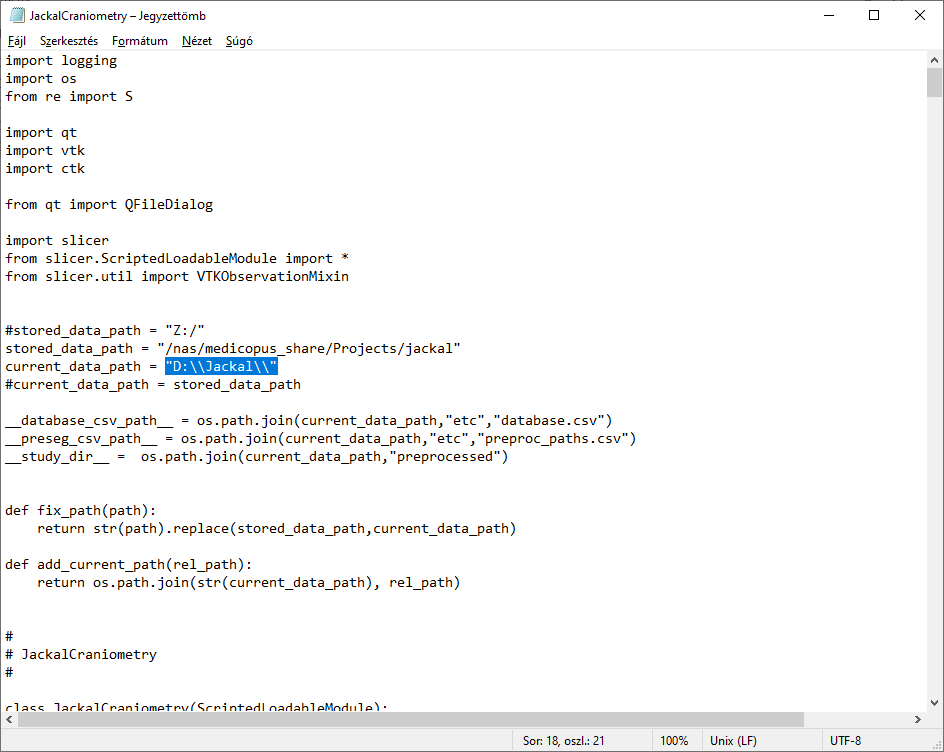 JackalCraniometry – Jegyzettömb
Fájl Szerkesztés Formátum Nézet Súgó
import logging
import os
from re import S
import qt
import vtk
import ctk
from qt import QFileDialog
import slicer
from slicer.ScriptedLoadableModule import *
from slicer.util import VTKObservationMixin
#stored_data_path = "Z:/"
stored_data_path = "/nas/medicopus_share/Projects/jackal"
current_data_path = "D:\\Jackal\\"
#current_data_path = stored_data_path
__database_csv_path__ = os.path.join(current_data_path,"etc","database.csv")
__preseg_csv_path__ = os.path.join(current_data_path,"etc","preproc_paths.csv")
__study_dir__ =  os.path.join(current_data_path,"preprocessed")
def fix_path(path):
    return str(path).replace(stored_data_path,current_data_path)
def add_current_path(rel_path):
    return os.path.join(str(current_data_path), rel_path)
#
# JackalCraniometry
#
class JackalCraniometry(ScriptedLoadableModule):
Sor: 18, oszl.: 21 100% Unix (LF) UTF-8